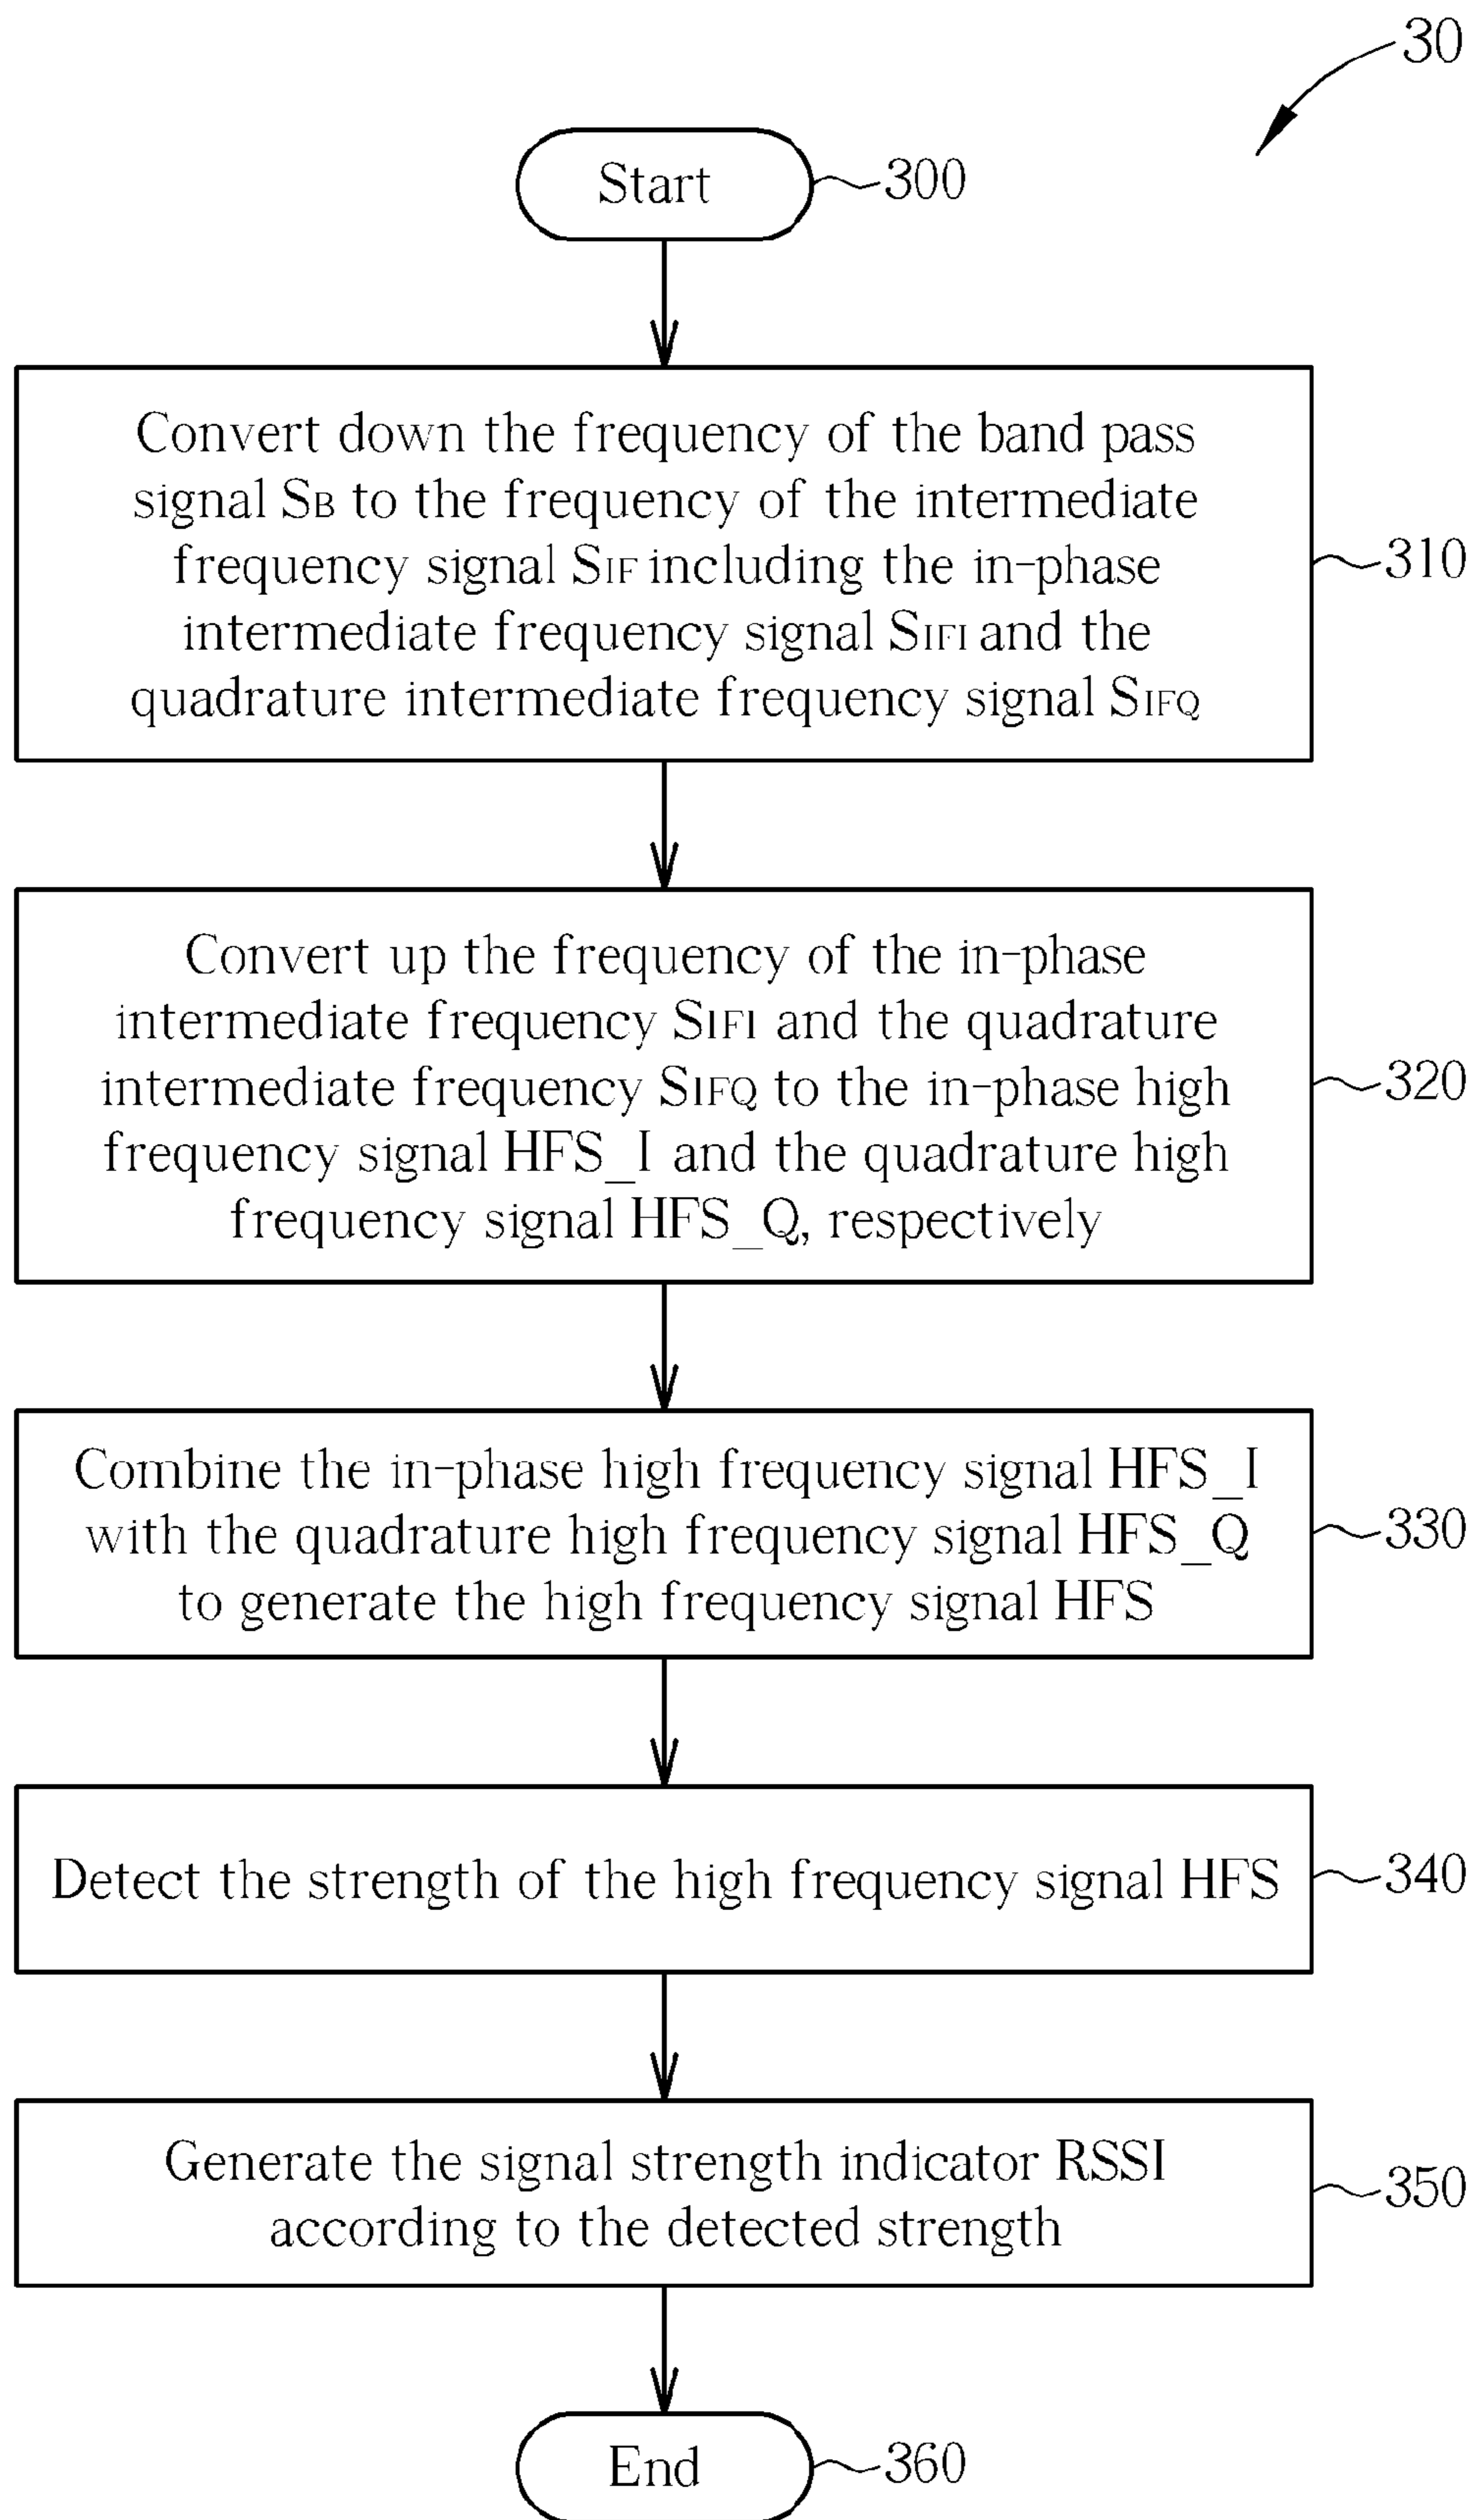 30
Start
300
Convert down the frequency of the band pass
signal SB to the frequency of the intermediate
frequency signal SIF including the in-phase
intermediate frequency signal SIFI and the
quadrature intermediate frequency signal SIFQ
310
Convert up the frequency of the in-phase
intermediate frequency SIFI and the quadrature
intermediate frequency SIFQ to the in-phase high
frequency signal HFS_I and the quadrature high
frequency signal HFS_Q, respectively
320
Combine the in-phase high frequency signal HFS_I
with the quadrature high frequency signal HFS_Q
to generate the high frequency signal HFS
330
Detect the strength of the high frequency signal HFS
340
Generate the signal strength indicator RSSI
according to the detected strength
350
End
360